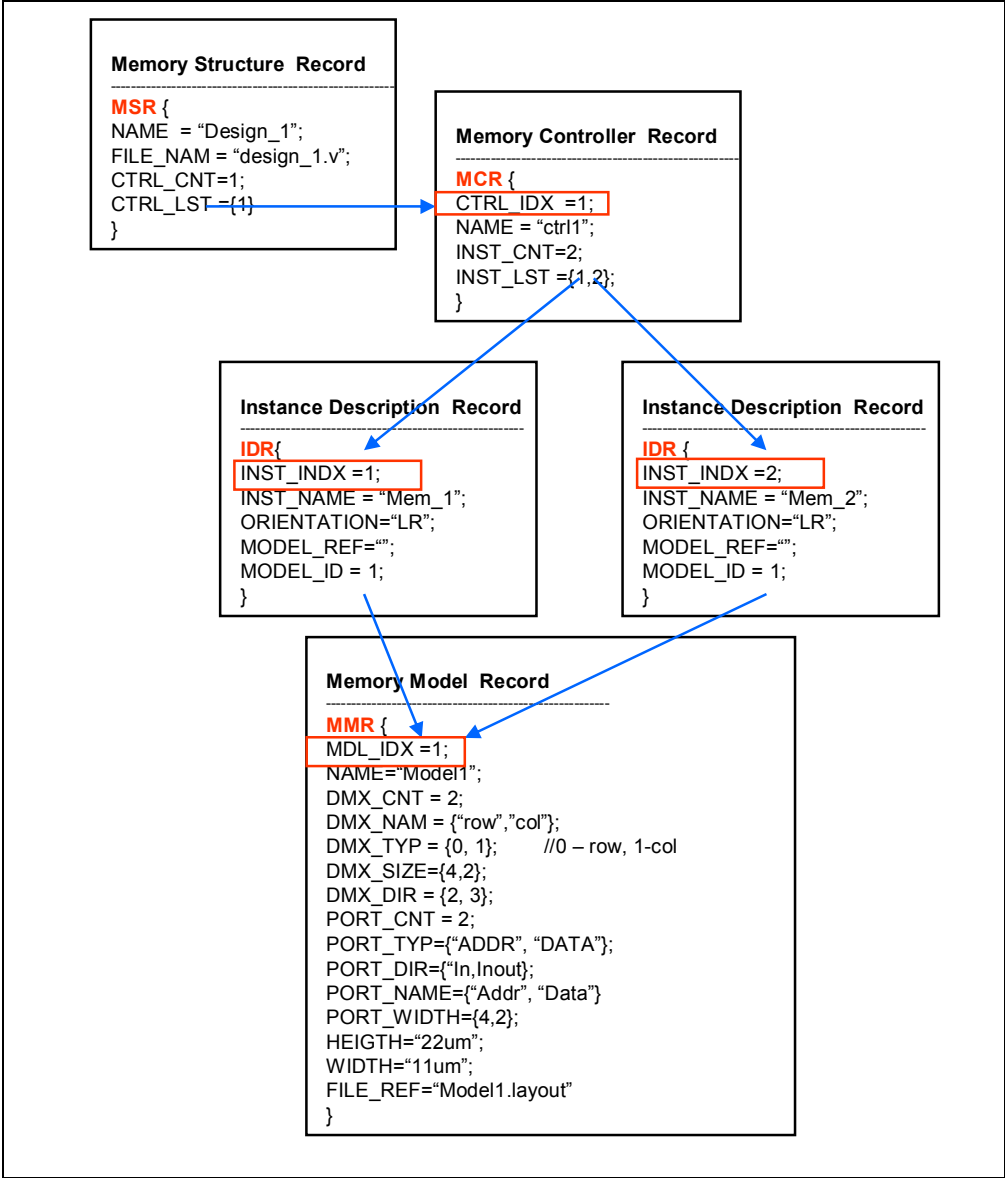 Memory Structure  Record
MSR {
NAME  = “Design_1”;
FILE_NAM = “design_1.v”;
CTRL_CNT=1;
CTRL_LST ={1}
}
Memory Controller  Record
MCR {
CTRL_IDX  =1;
NAME = “ctrl1”;
INST_CNT=2;
INST_LST ={1,2};
}
Instance Description  Record
IDR{
INST_INDX =1;
INST_NAME = “Mem_1”;
ORIENTATION=“LR”;
MODEL_REF=“”;
MODEL_ID = 1;
}
Instance Description  Record
IDR {
INST_INDX =2;
INST_NAME = “Mem_2”;
ORIENTATION=“LR”;
MODEL_REF=“”;
MODEL_ID = 1;
}
Memory Model  Record
MMR {
MDL_IDX =1;
NAME=“Model1”;
DMX_CNT = 2;
DMX_NAM = {“row”,”col”};
DMX_TYP = {0, 1};      //0 – row, 1-col
DMX_SIZE={4,2};
DMX_DIR = {2, 3};
PORT_CNT = 2;
PORT_TYP={“ADDR”, “DATA”};
PORT_DIR={“In,Inout};
PORT_NAME={“Addr”, “Data”}
PORT_WIDTH={4,2};
HEIGTH=“22um”;
WIDTH=“11um”;
FILE_REF=“Model1.layout”
}